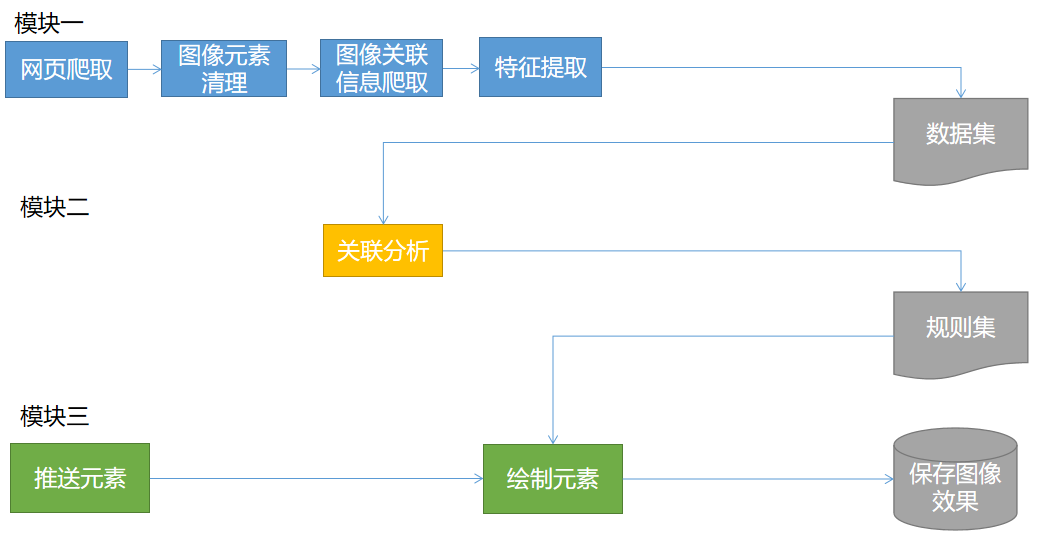 模块一
网页爬取
图像元素
清理
图像关联
信息爬取
特征提取
数据集
模块二
关联分析
规则集
模块三
推送元素
绘制元素
保存图像
效果